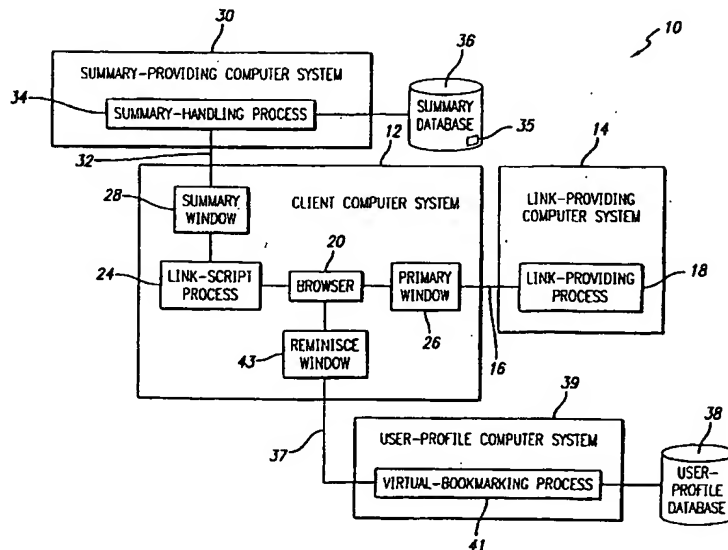 30
36
10
SUMMARY-PROVIDING COMPUTER SYSTEM
34
SUMMARY-HANDLING PROCESS
SUMMARY
DATABASE
35
32
12
14
28
SUMMARY
WINDOW
CLIENT COMPUTER SYSTEM
LINK-PROVIDING
COMPUTER SYSTEM
20
24
LINK-SCRIPT
PROCESS
BROWSER
PRIMARY
WINDOW
LINK-PROVIDING
PROCESS
18
26
16
43
REMINISCE
WINDOW
39
38
37
USER-PROFILE COMPUTER SYSTEM
VIRTUAL-BOOKMARKING PROCESS
USER-
PROFILE
DATABASE
41